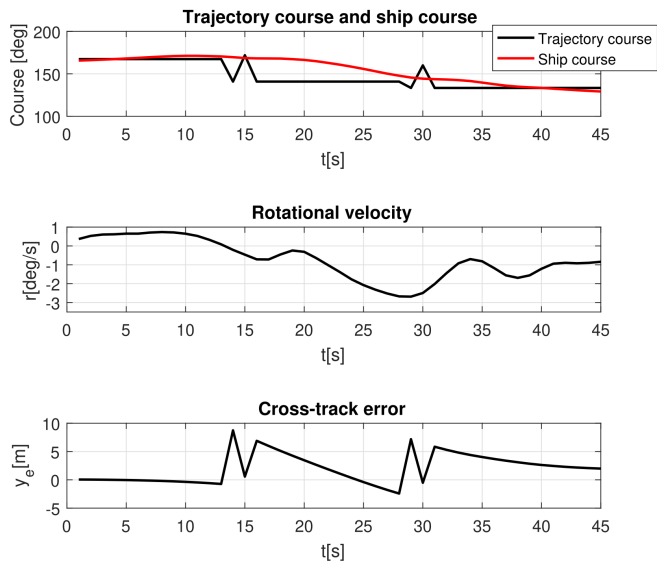 Trajectory course and ship course
200
150
100
Course [deg]
Trajectory course
Ship course
0 5 10 15 20 25 30 35 40 45
t[s]
Rotational velocity
1
0
-1
-2
-3
r[deg/s]
0 5 10 15 20 25 30 35 40 45
t[s]
Cross-track error
10
5
0
-5
y_e[m]
0 5 10 15 20 25 30 35 40 45
t[s]